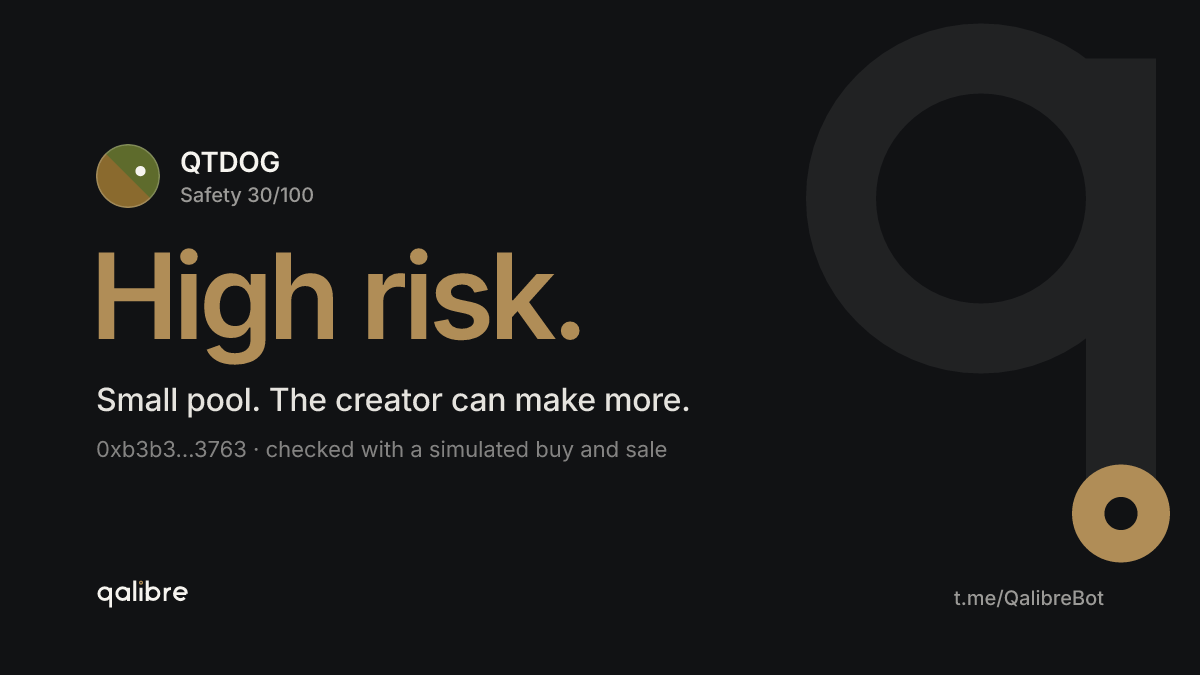 QTDOG
Safety 30/100
High risk.
Small pool. The creator can make more.
0xb3b3...3763 · checked with a simulated buy and sale
qalibre
t.me/QalibreBot